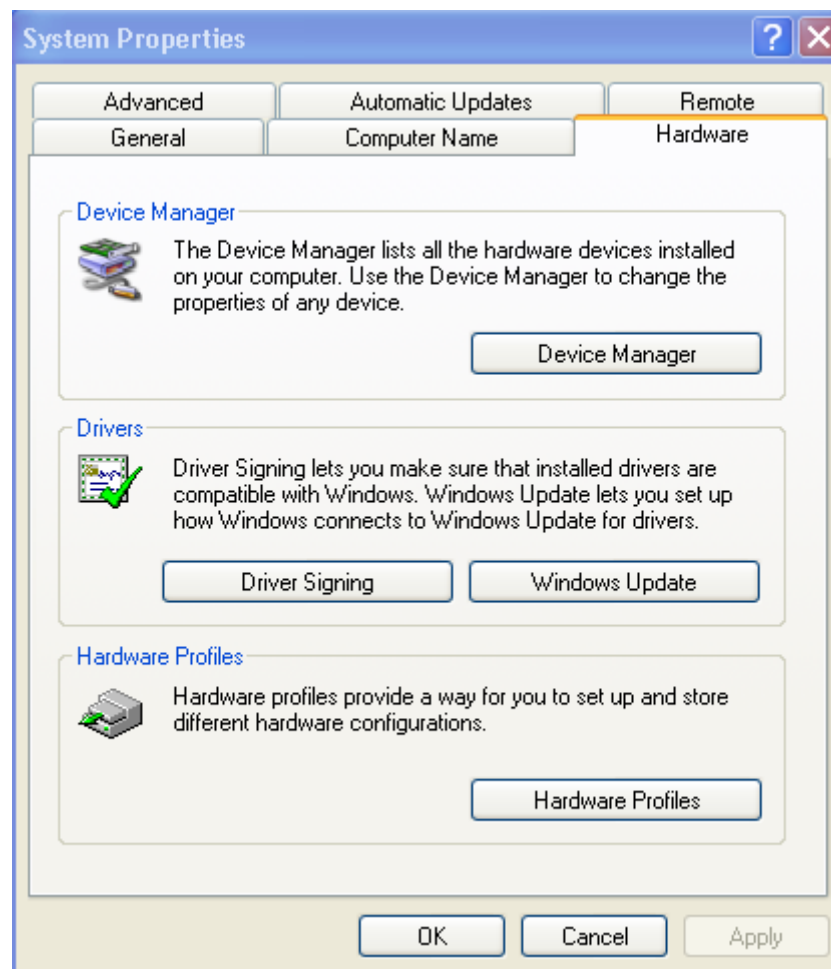 System Properties
?
Advanced
Automatic Updates
Remote
General
Computer Name
Hardware
Device Manager
The Device Manager lists all the hardware devices installed
on your computer. Use the Device Manager to change the
properties of any device.
Device Manager
Drivers
Driver Signing lets you make sure that installed drivers are
compatible with Windows. Windows Update lets you set up
how Windows connects to Windows Update for drivers.
Driver Signing
Windows Update
Hardware Profiles
Hardware profiles provide a way for you to set up and store
different hardware configurations.
Hardware Profiles
OK
Cancel
Apply